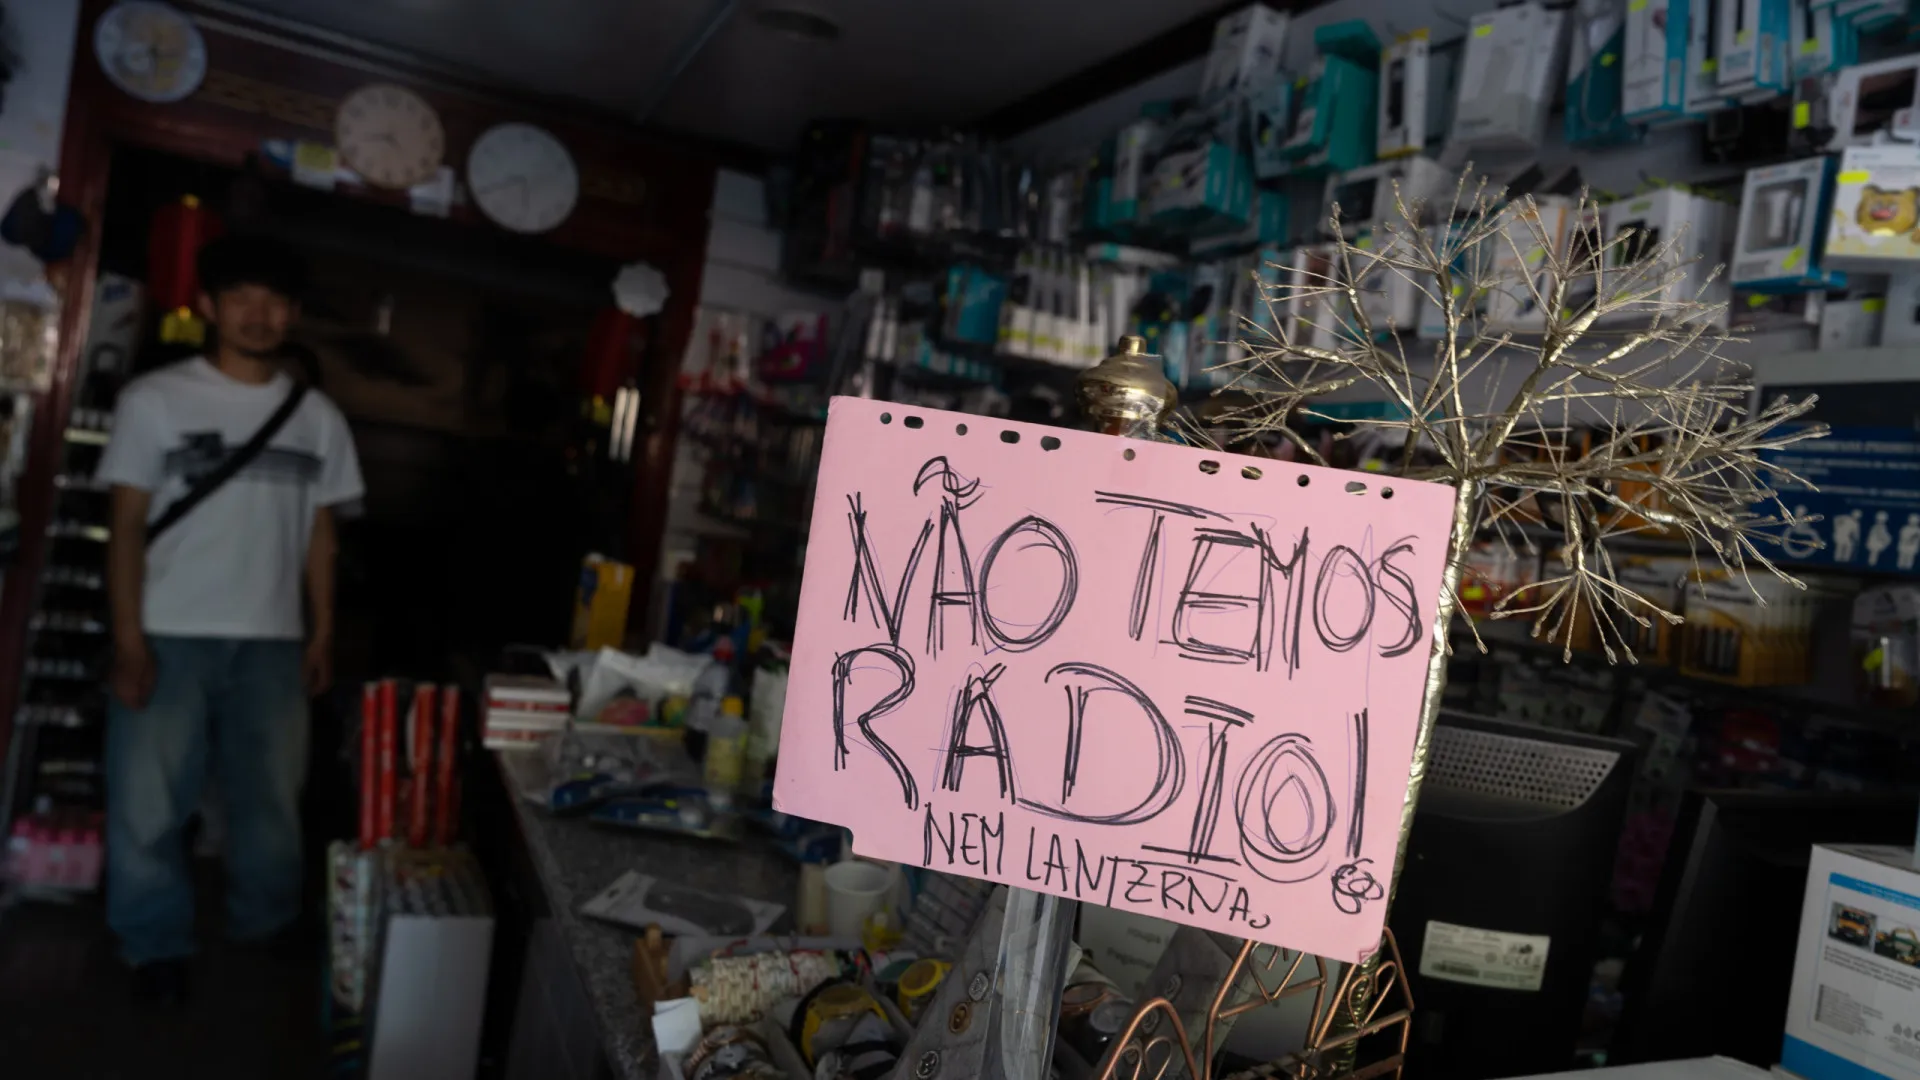 NÃO TEMOS
RÁDIO!
NEM LANTERNA.